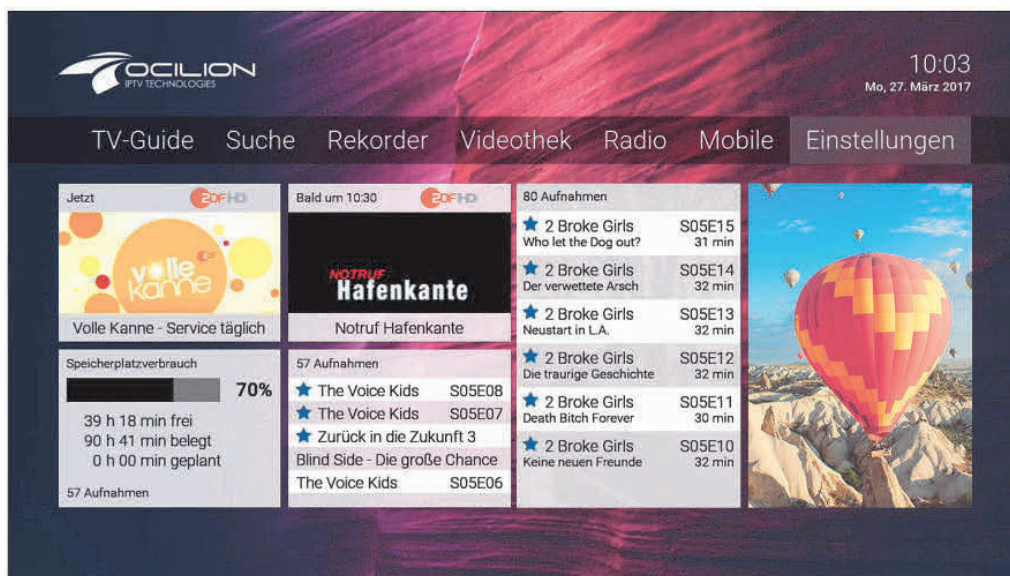 OCILION
IPTV TECHNOLOGIES
10:03
Mo, 27. März 2017
TV-Guide Suche Rekorder Videothek Radio Mobile Einstellungen
Jetzt ZDF HD
volle Kanne
Volle Kanne - Service täglich
Bald um 10:30 ZDF HD
NOTRUF
Hafenkante
Notruf Hafenkante
80 Aufnahmen
2 Broke Girls S05E15
Who let the Dog out? 31 min
2 Broke Girls S05E14
Der verwettete Arsch 32 min
2 Broke Girls S05E13
Neustart in L.A. 32 min
2 Broke Girls S05E12
Die traurige Geschichte 32 min
2 Broke Girls S05E11
Death Bitch Forever 30 min
2 Broke Girls S05E10
Keine neuen Freunde 32 min
Speicherplatzverbrauch
70%
39 h 18 min frei
90 h 41 min belegt
0 h 00 min geplant
57 Aufnahmen
57 Aufnahmen
The Voice Kids S05E08
The Voice Kids S05E07
Zurück in die Zukunft 3
Blind Side - Die große Chance
The Voice Kids S05E06